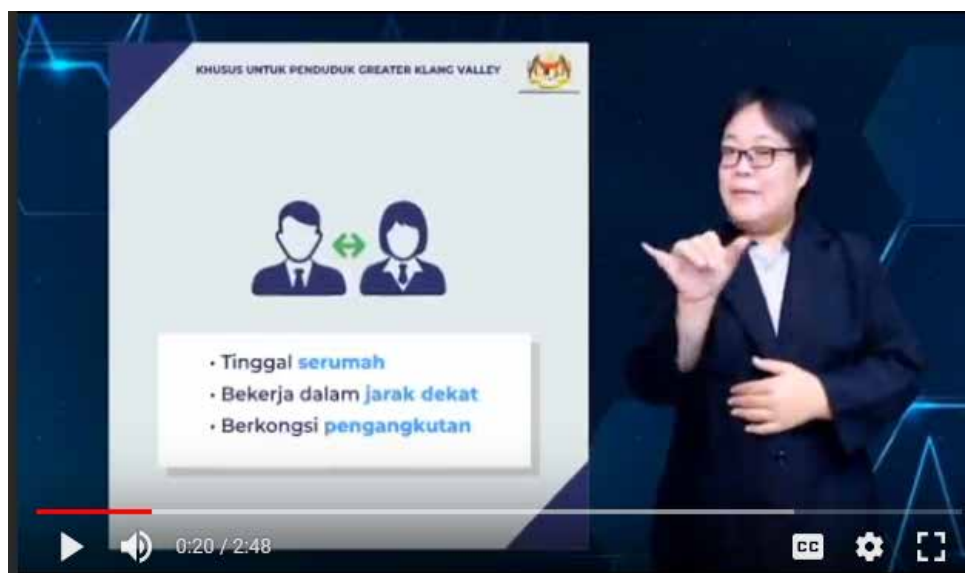 KHUSUS UNTUK PENDUDUK GREATER KLANG VALLEY
• Tinggal serumah
• Bekerja dalam jarak dekat
• Berkongsi pengangkutan
0:20 / 2:48
CC